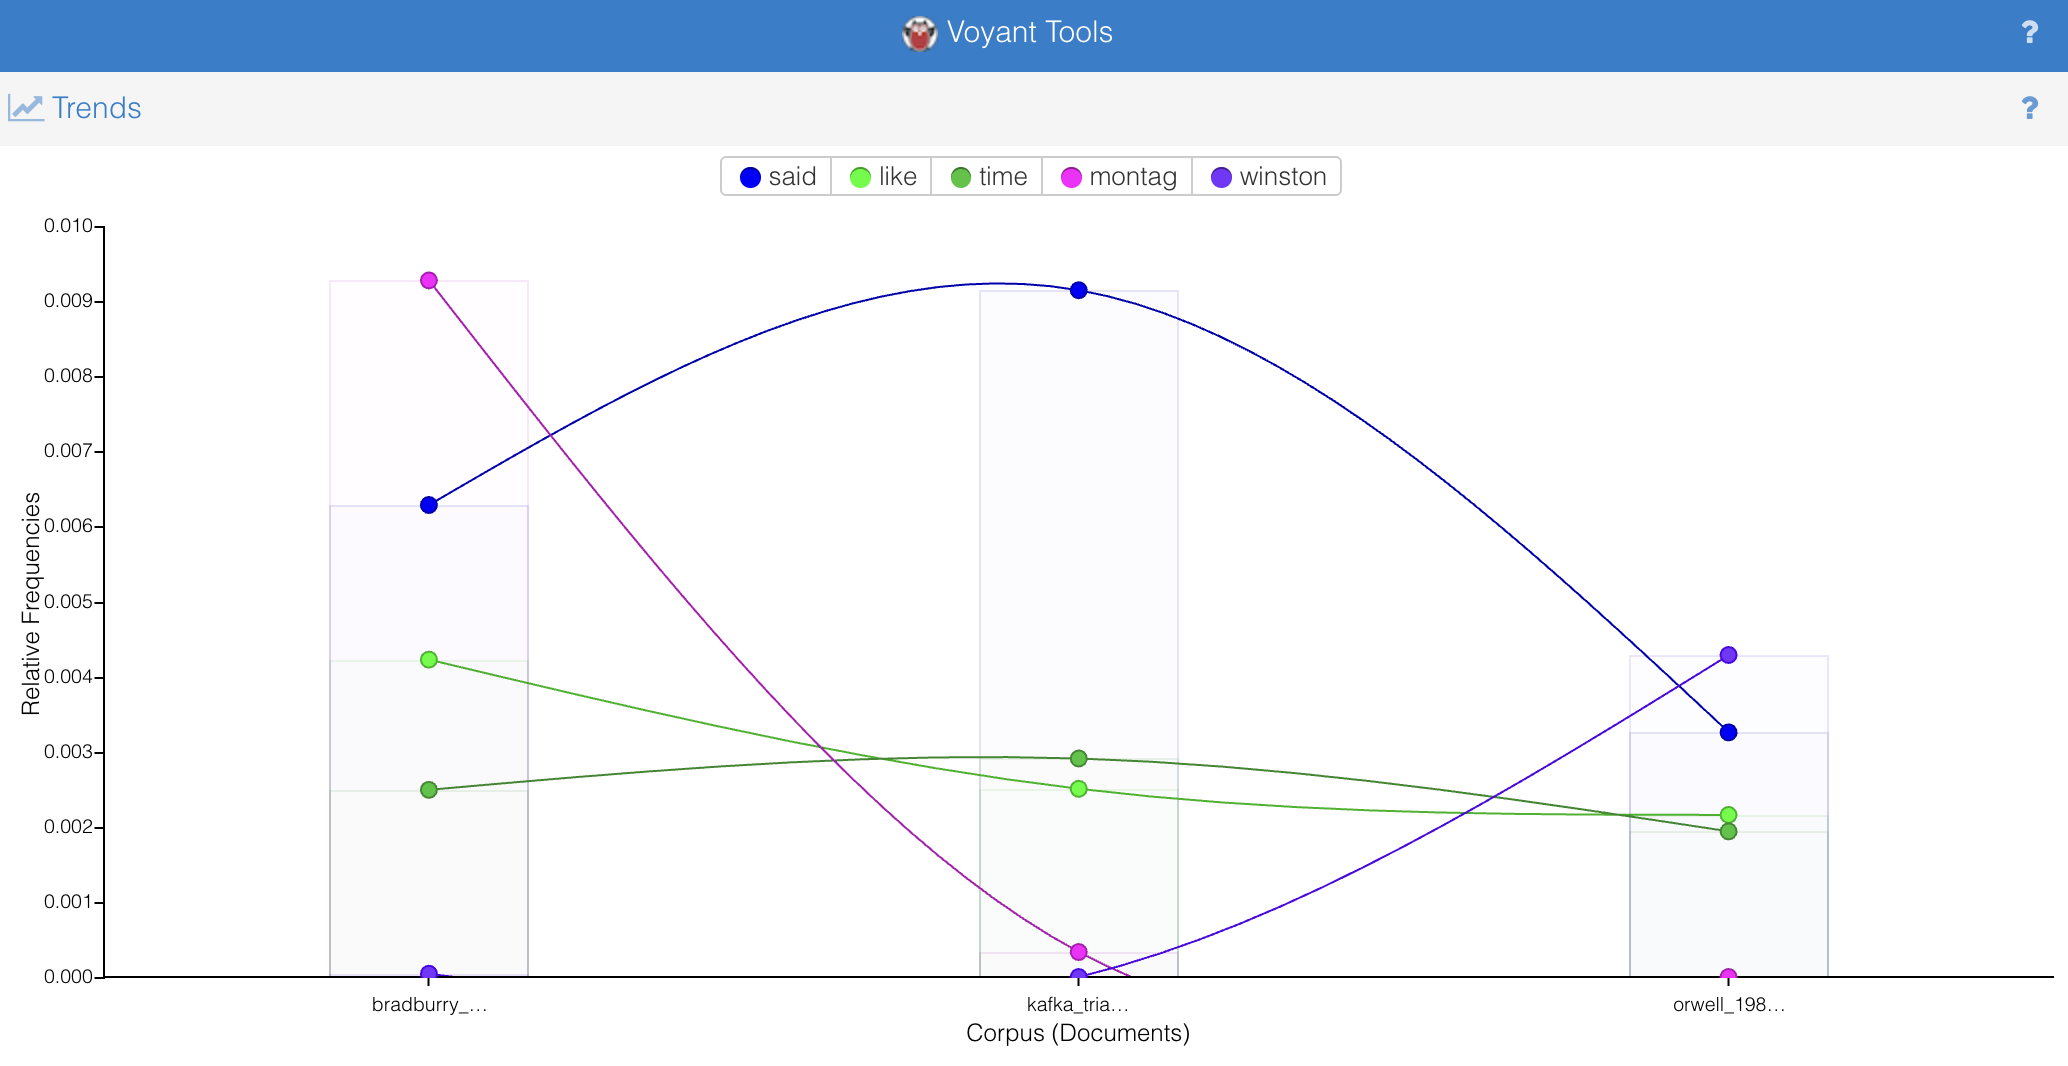 Voyant Tools ?
Trends ?
said like time montag winston
0.010
0.009
0.008
0.007
0.006
0.005
0.004
0.003
0.002
0.001
0.000
Relative Frequencies
bradburry_... kafka_tria... orwell_198...
Corpus (Documents)